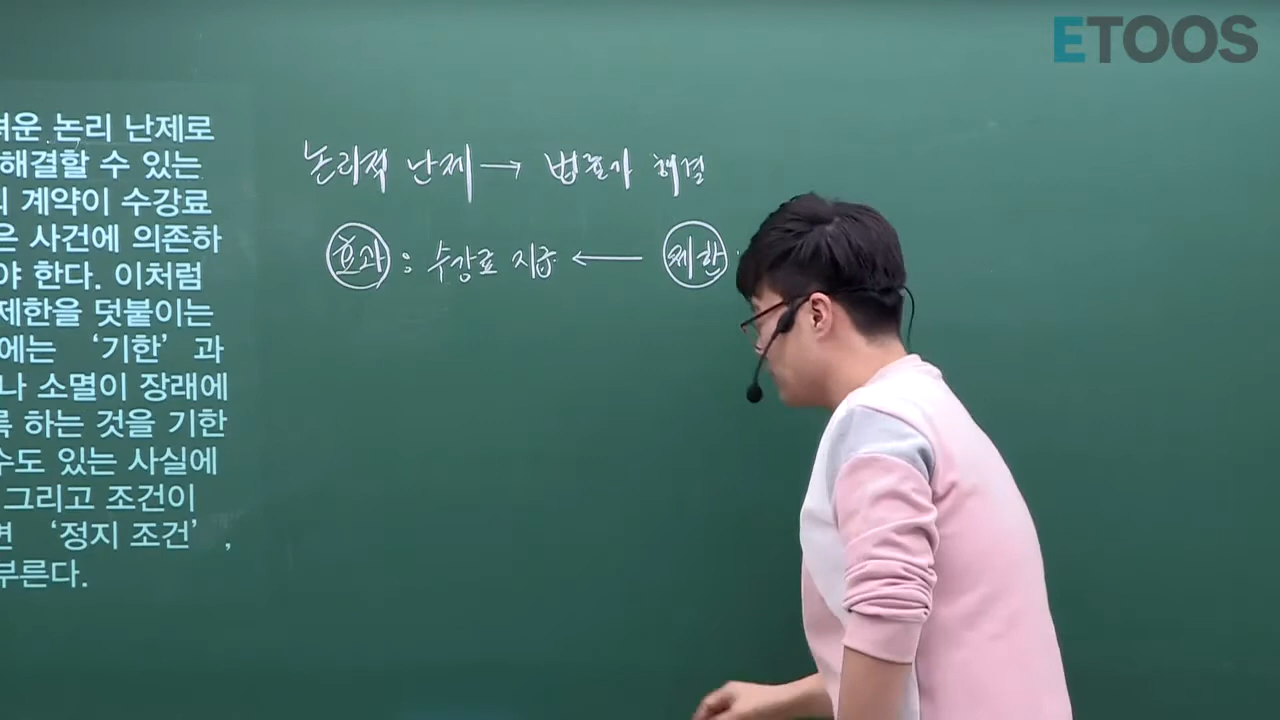 ETOOS
려운 논리 난제로
해결할 수 있는
의 계약이 수강료
은 사건에 의존하
야 한다. 이처럼
제한을 덧붙이는
에는 ‘기한’ 과
나 소멸이 장래에
록 하는 것을 기한
수도 있는 사실에
그리고 조건이
면 ‘정지 조건’ ,
부른다.
논리적 난제 → 법률가 해결
효과 : 수강료 지급 ← 제한